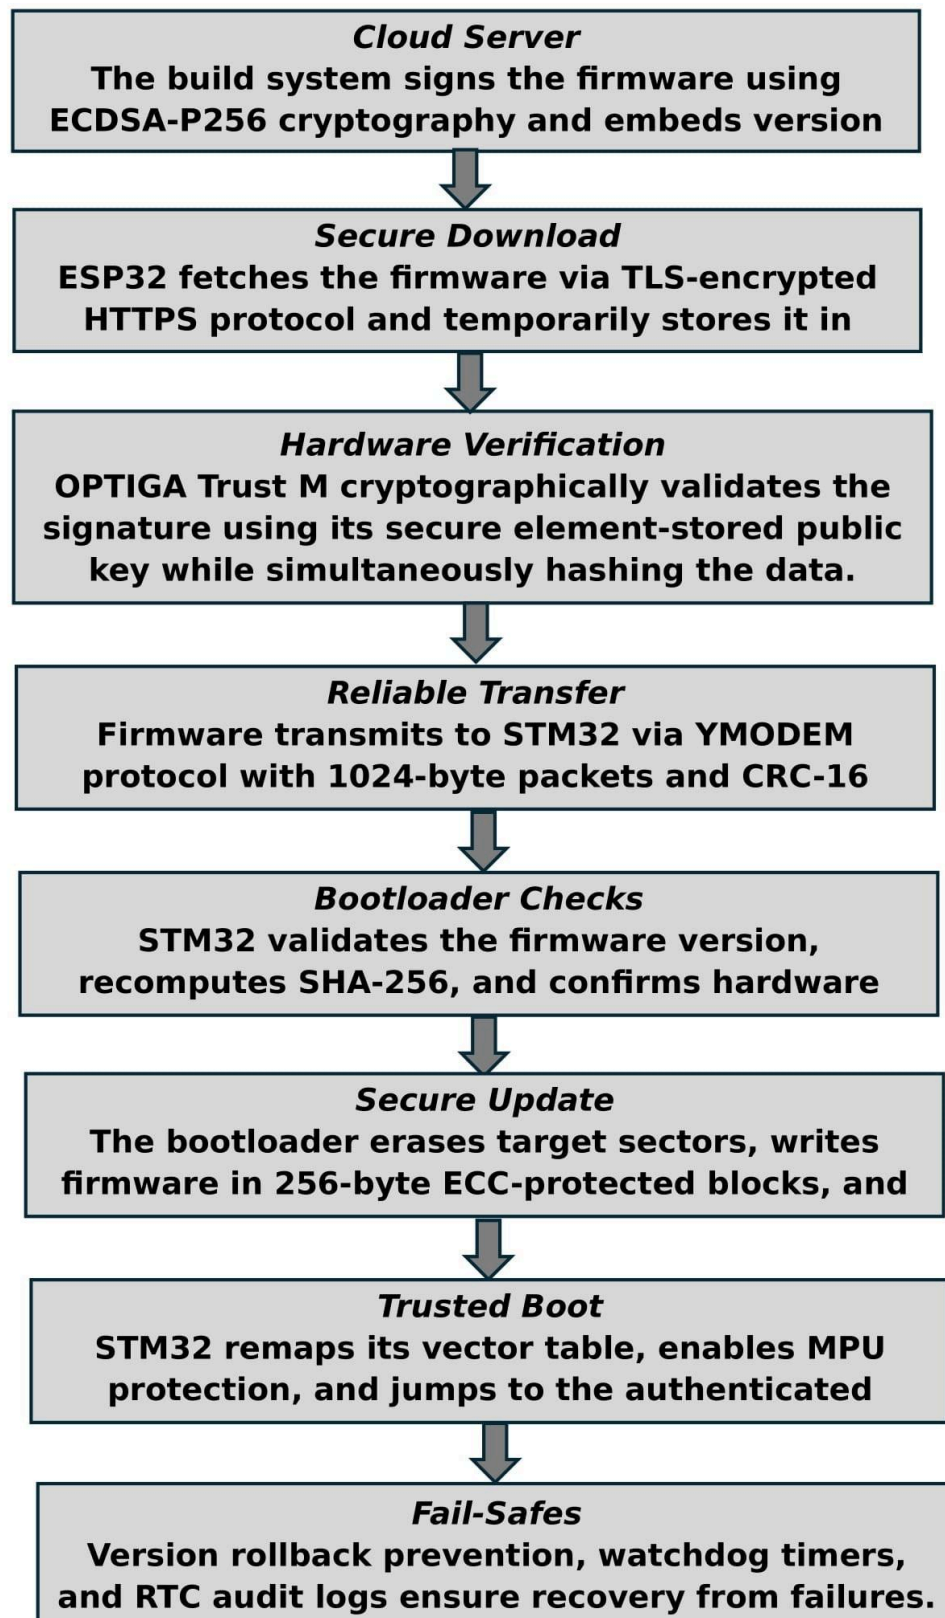 Cloud Server
The build system signs the firmware using
ECDSA-P256 cryptography and embeds version
Secure Download
ESP32 fetches the firmware via TLS-encrypted
HTTPS protocol and temporarily stores it in
Hardware Verification
OPTIGA Trust M cryptographically validates the
signature using its secure element-stored public
key while simultaneously hashing the data.
Reliable Transfer
Firmware transmits to STM32 via YMODEM
protocol with 1024-byte packets and CRC-16
Bootloader Checks
STM32 validates the firmware version,
recomputes SHA-256, and confirms hardware
Secure Update
The bootloader erases target sectors, writes
firmware in 256-byte ECC-protected blocks, and
Trusted Boot
STM32 remaps its vector table, enables MPU
protection, and jumps to the authenticated
Fail-Safes
Version rollback prevention, watchdog timers,
and RTC audit logs ensure recovery from failures.